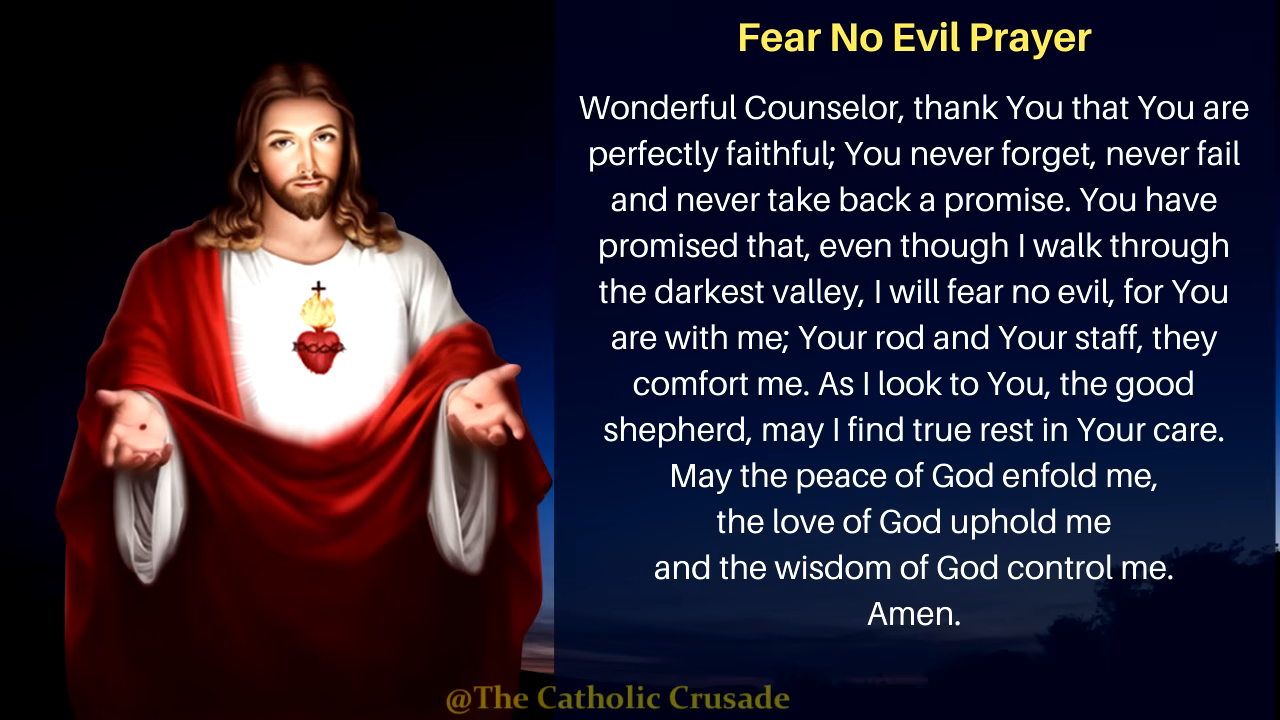 Fear No Evil Prayer
Wonderful Counselor, thank You that You are
perfectly faithful; You never forget, never fail
and never take back a promise. You have
promised that, even though I walk through
the darkest valley, I will fear no evil, for You
are with me; Your rod and Your staff, they
comfort me. As I look to You, the good
shepherd, may I find true rest in Your care.
May the peace of God enfold me,
the love of God uphold me
and the wisdom of God control me.
Amen.
@The Catholic Crusade